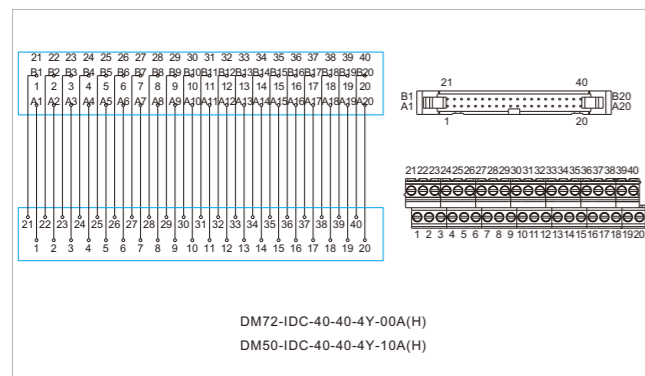 21 22 23 24 25 26 27 28 29 30 31 32 33 34 35 36 37 38 39 40
B1 B2 B3 B4 B5 B6 B7 B8 B9 B10 B11 B12 B13 B14 B15 B16 B17 B18 B19 B20
1 2 3 4 5 6 7 8 9 10 11 12 13 14 15 16 17 18 19 20
A1 A2 A3 A4 A5 A6 A7 A8 A9 A10 A11 A12 A13 A14 A15 A16 A17 A18 A19 A20
21 22 23 24 25 26 27 28 29 30 31 32 33 34 35 36 37 38 39 40
1 2 3 4 5 6 7 8 9 10 11 12 13 14 15 16 17 18 19 20
21 40
B1 B20
A1 A20
1 20
21 22 23 24 25 26 27 28 29 30 31 32 33 34 35 36 37 38 39 40
1 2 3 4 5 6 7 8 9 10 11 12 13 14 15 16 17 18 19 20
DM72-IDC-40-40-4Y-00A(H)
DM50-IDC-40-40-4Y-10A(H)